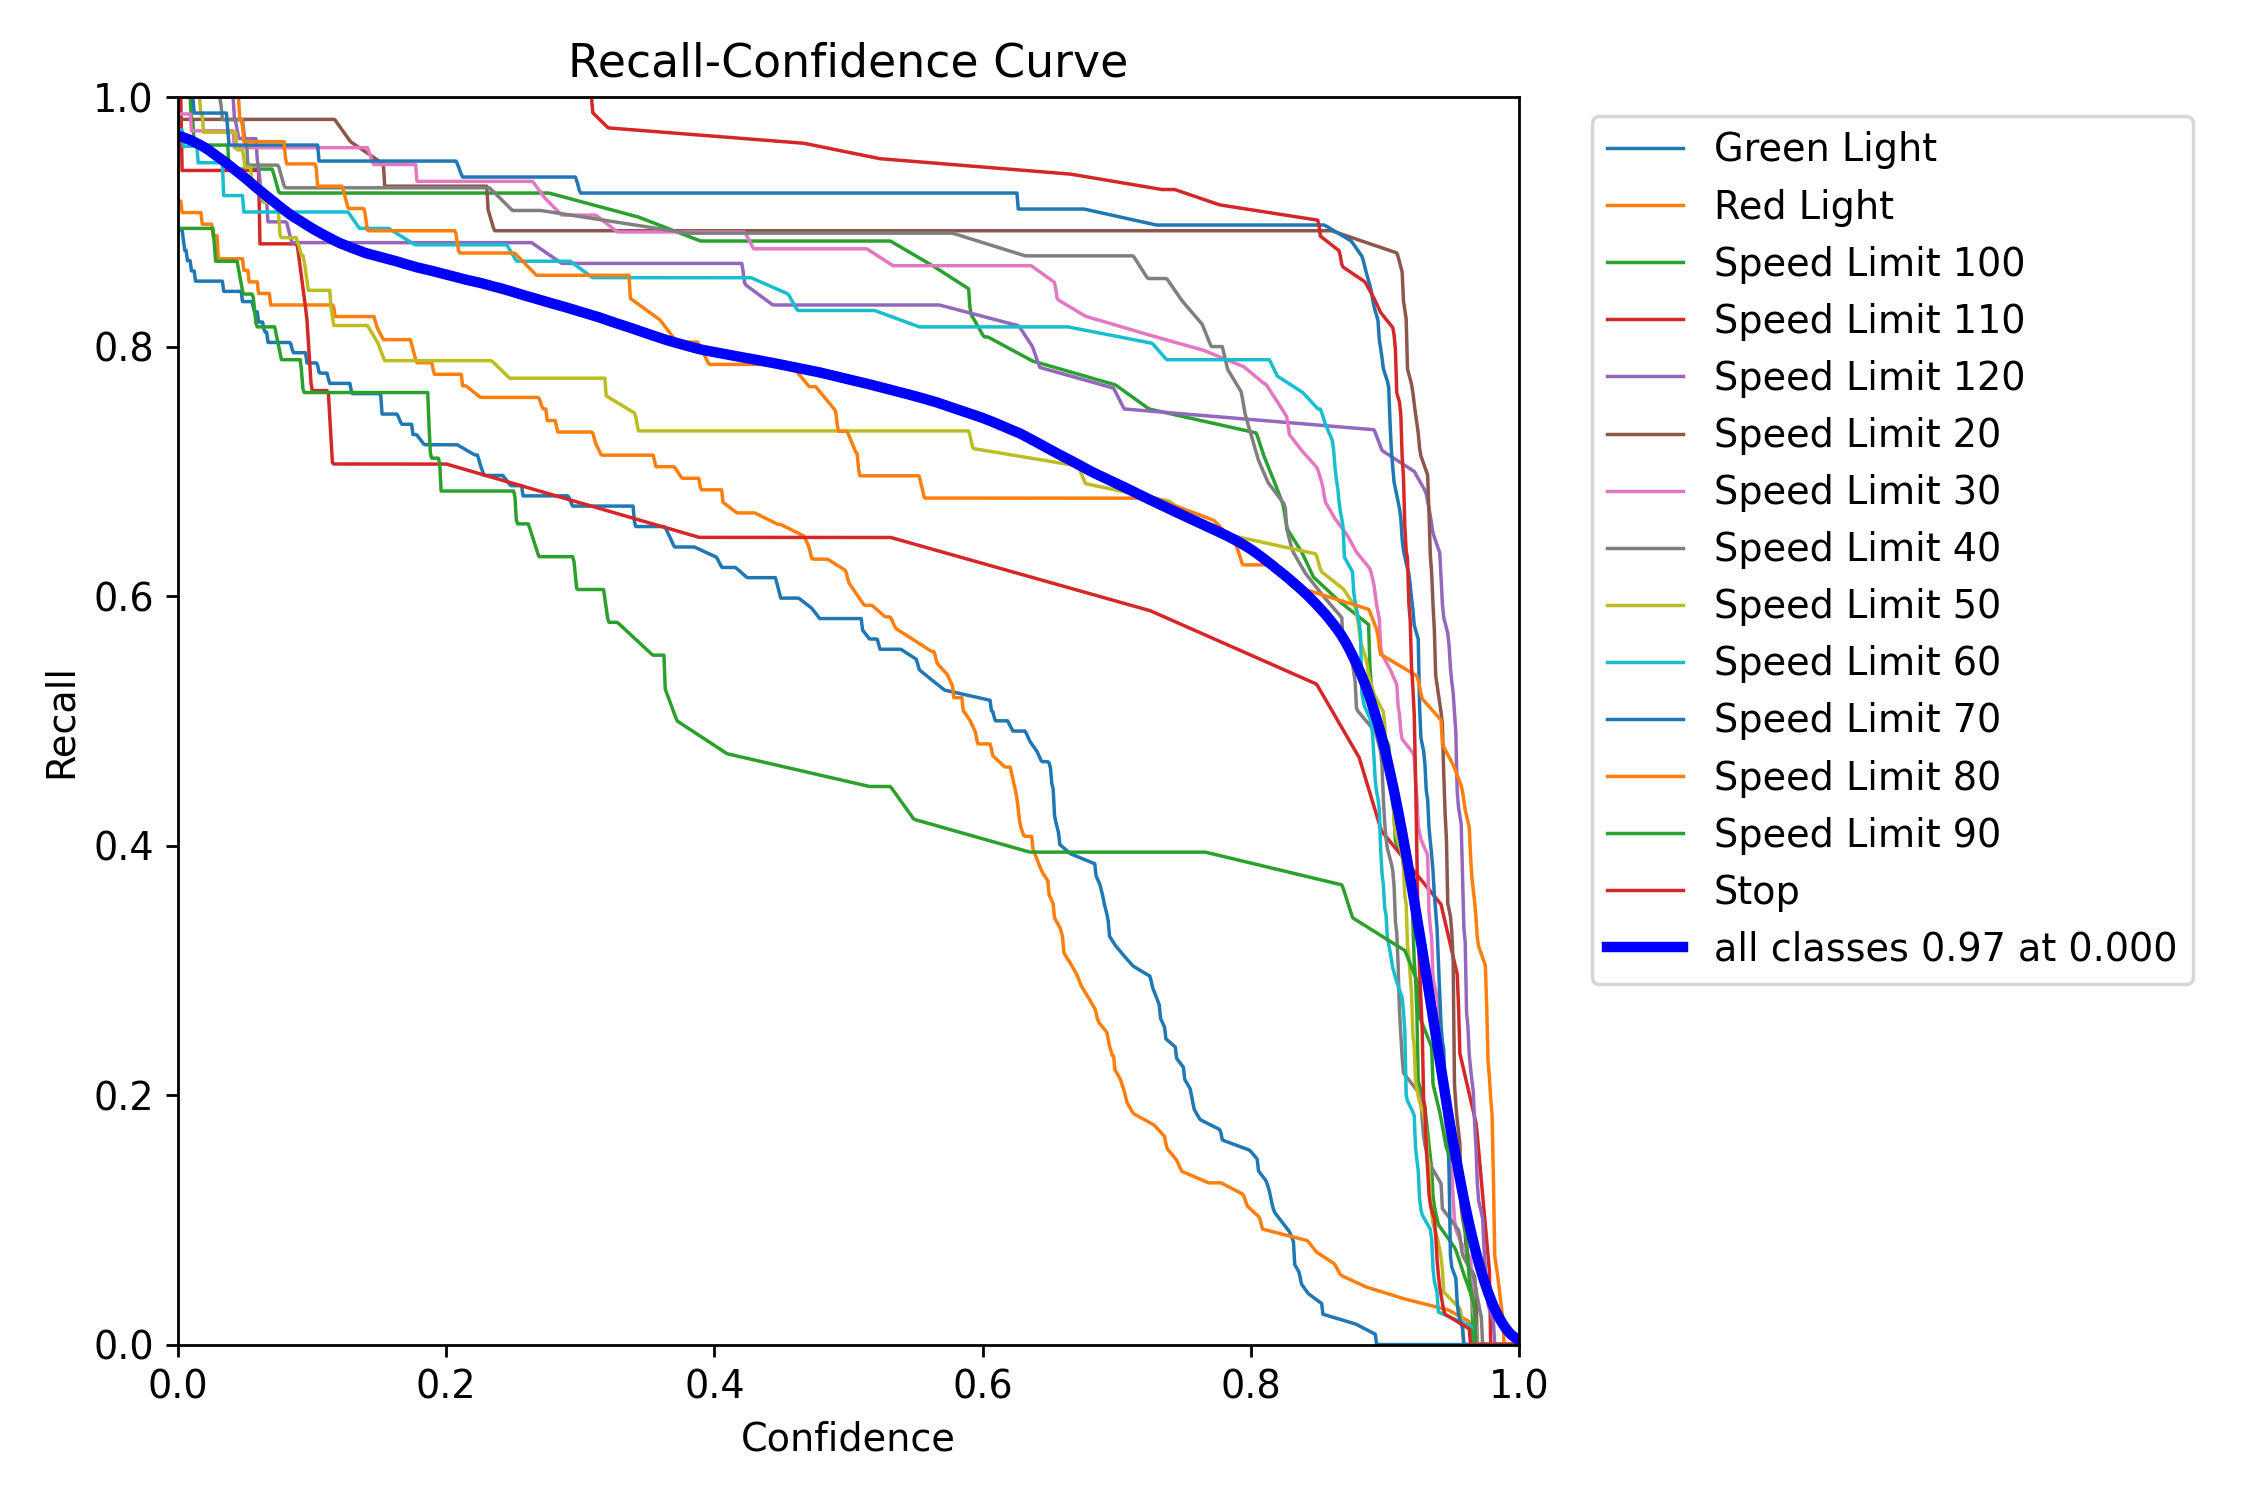 Recall-Confidence Curve
1.0
0.8
0.6
0.4
0.2
0.0
Recall
0.0 0.2 0.4 0.6 0.8 1.0
Confidence
Green Light
Red Light
Speed Limit 100
Speed Limit 110
Speed Limit 120
Speed Limit 20
Speed Limit 30
Speed Limit 40
Speed Limit 50
Speed Limit 60
Speed Limit 70
Speed Limit 80
Speed Limit 90
Stop
all classes 0.97 at 0.000